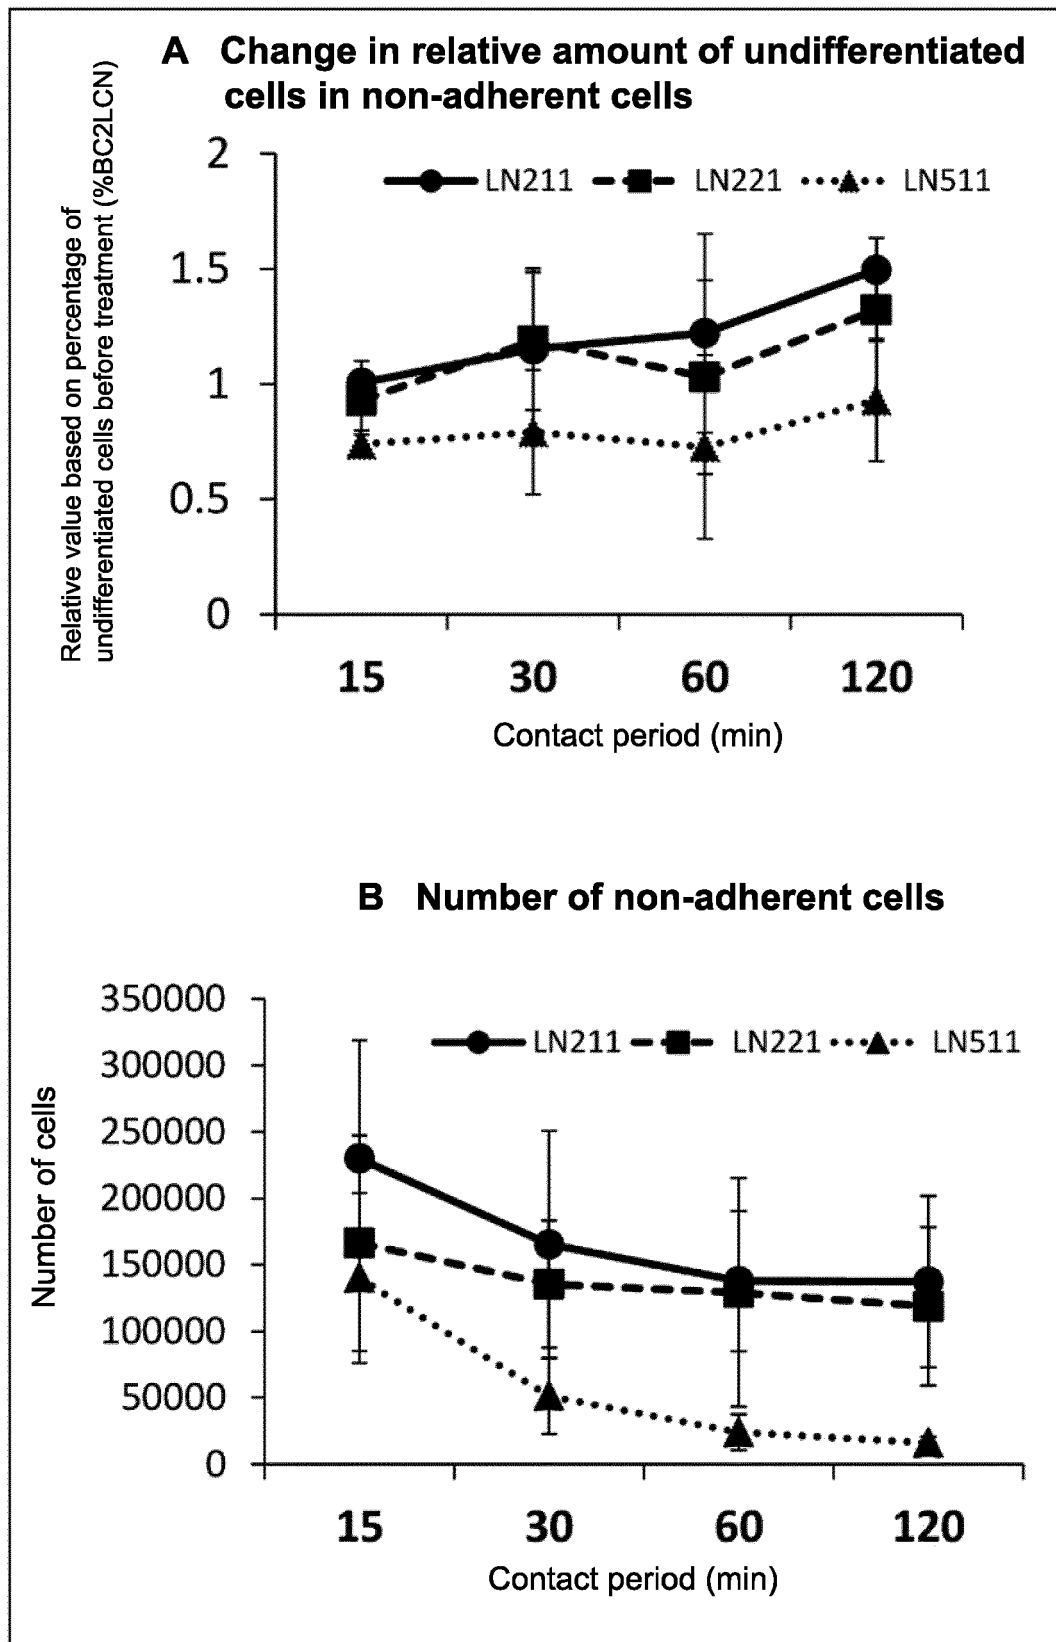 A Change in relative amount of undifferentiated
cells in non-adherent cells
Relative value based on percentage of
undifferentiated cells before treatment (%BC2LCN)
2
1.5
1
0.5
0
LN211 LN221 LN511
15 30 60 120
Contact period (min)
B Number of non-adherent cells
Number of cells
350000
300000
250000
200000
150000
100000
50000
0
LN211 LN221 LN511
15 30 60 120
Contact period (min)